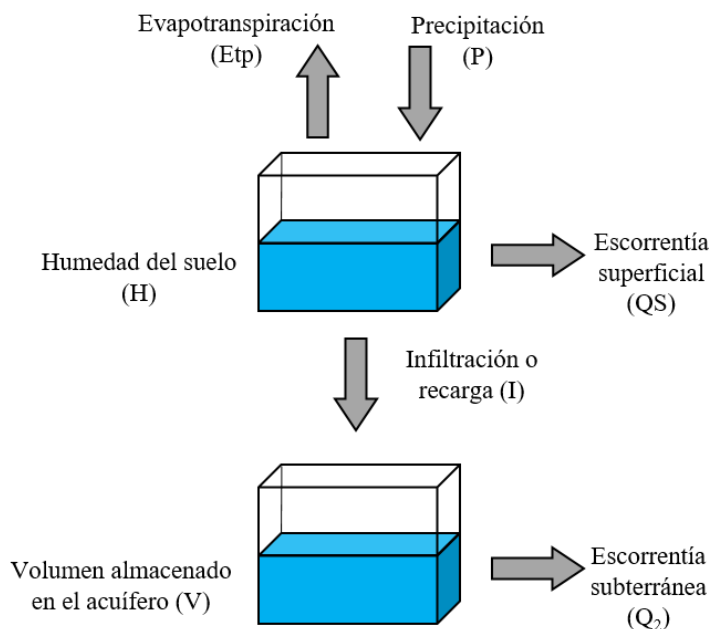 Evapotranspiración
(Etp)
Precipitación
(P)
Humedad del suelo
(H)
Escorrentía
superficial
(QS)
Infiltración o
recarga (I)
Volumen almacenado
en el acuífero (V)
Escorrentía
subterránea
(Q₂)